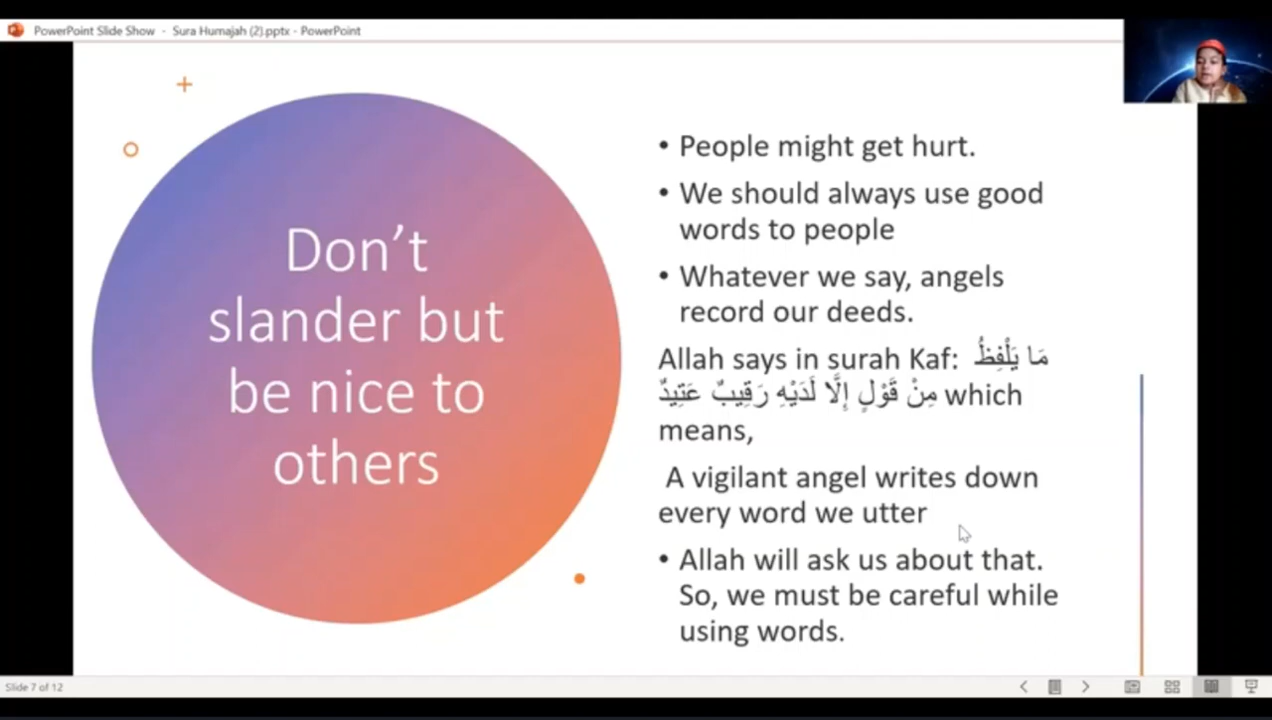 PowerPoint Slide Show - Sura Humajah (2).pptx - PowerPoint
Don't
slander but
be nice to
others
• People might get hurt.
• We should always use good
words to people
• Whatever we say, angels
record our deeds.
Allah says in surah Kaf: مَا يَلْفِظُ
مِنْ قَوْلٍ إِلَّا لَدَيْهِ رَقِيبٌ عَتِيدٌ which
means,
A vigilant angel writes down
every word we utter
• Allah will ask us about that.
So, we must be careful while
using words.
Slide 7 of 12